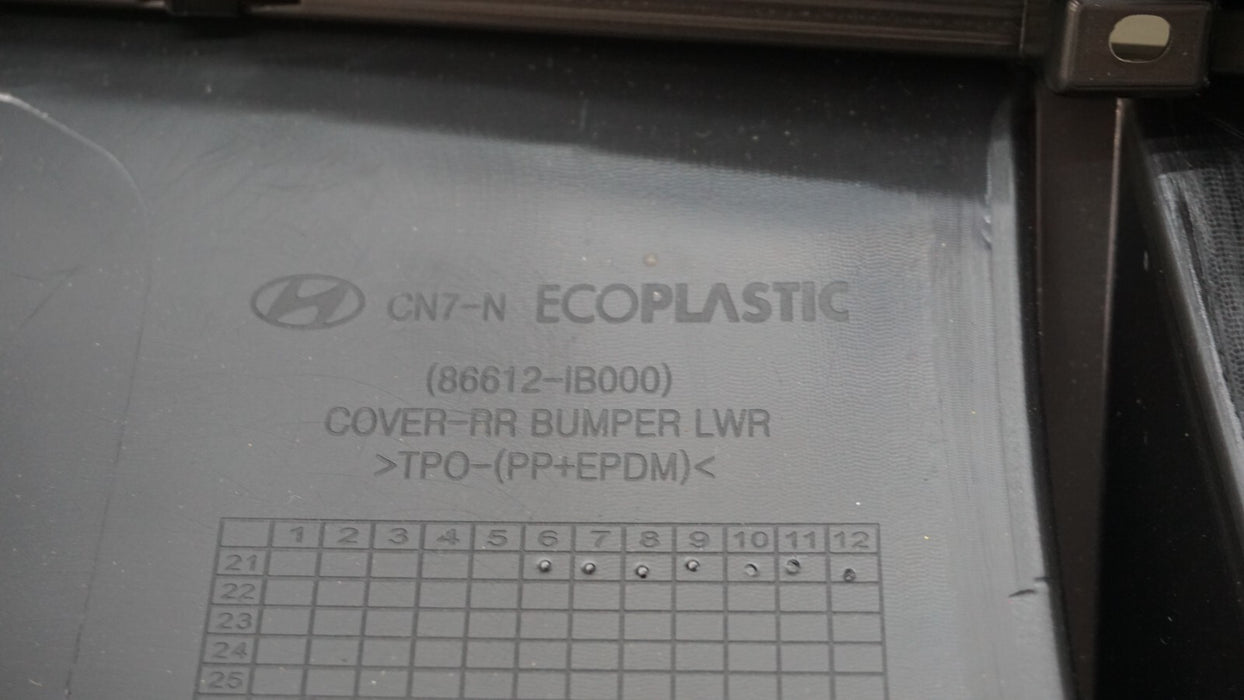 CN7-N ECOPLASTIC
(86612-IB000)
COVER-RR BUMPER LWR
>TPO-(PP+EPDM)<
1 2 3 4 5 6 7 8 9 10 11 12
21
22
23
24
25